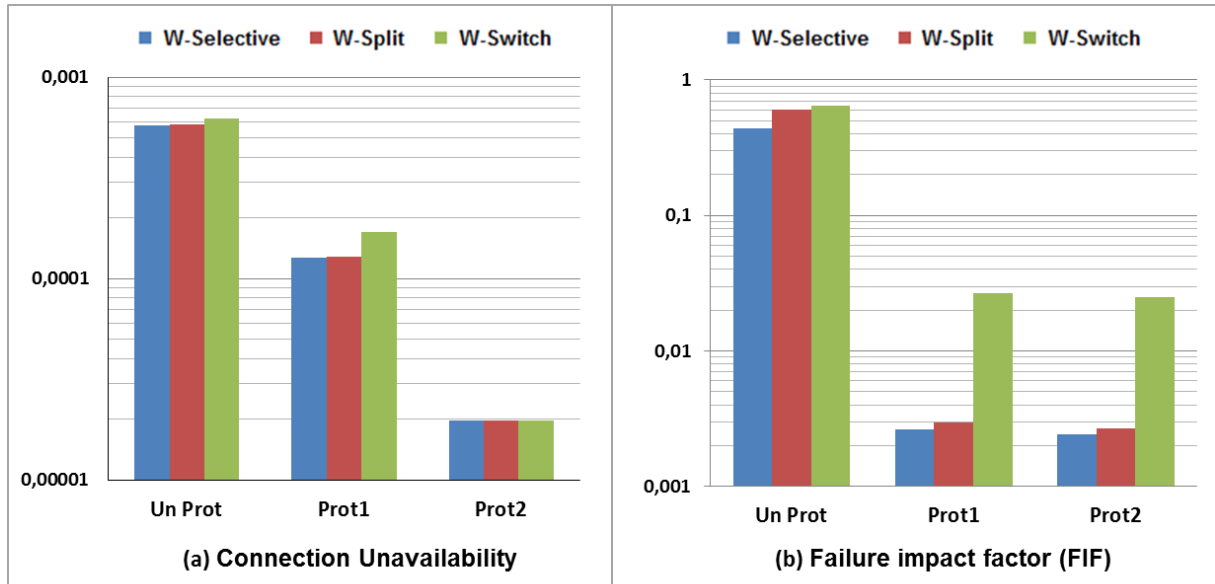 W-Selective W-Split W-Switch
0,001
0,0001
0,00001
Un Prot Prot1 Prot2
(a) Connection Unavailability
W-Selective W-Split W-Switch
1
0,1
0,01
0,001
Un Prot Prot1 Prot2
(b) Failure impact factor (FIF)